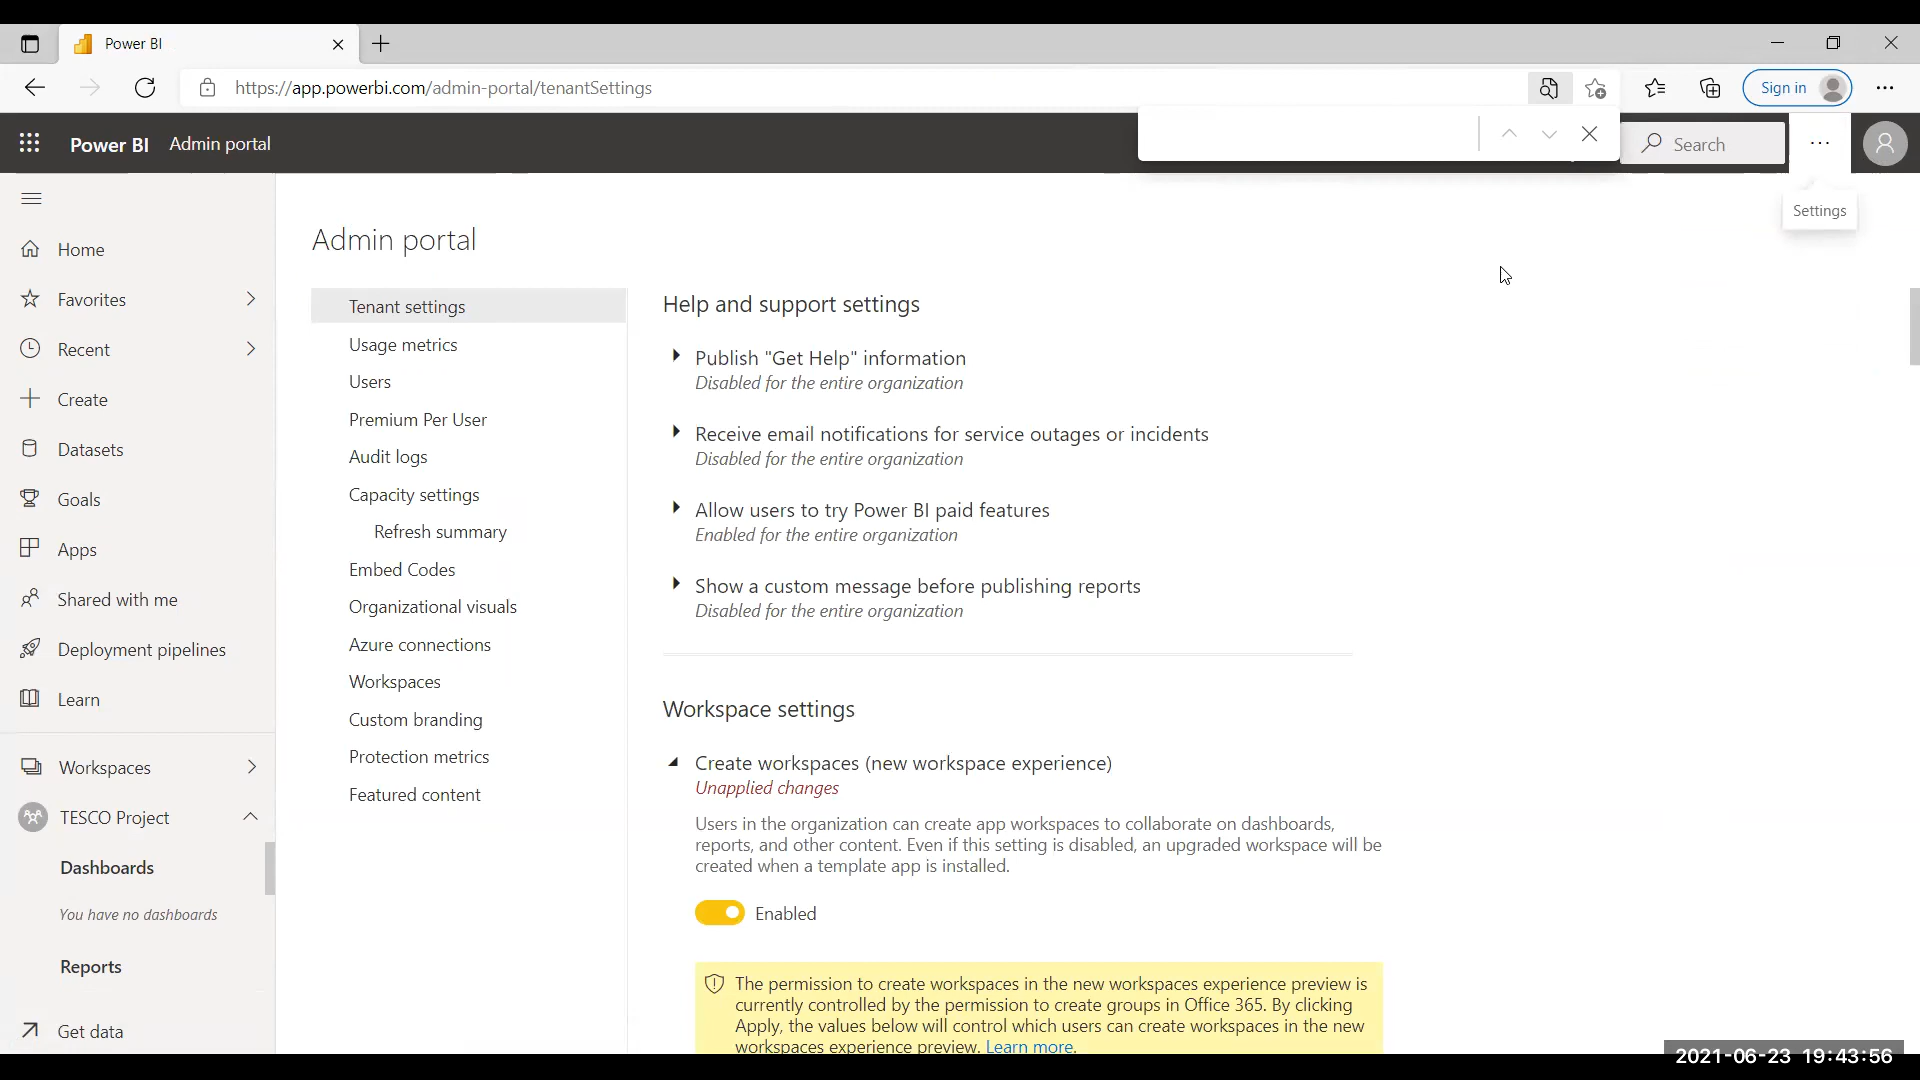 Power BI
https://app.powerbi.com/admin-portal/tenantSettings
Sign in
Power BI Admin portal
Search
...
Settings
Home
Favorites
Recent
Create
Datasets
Goals
Apps
Shared with me
Deployment pipelines
Learn
Workspaces
TESCO Project
Dashboards
You have no dashboards
Reports
Get data
Admin portal
Tenant settings
Usage metrics
Users
Premium Per User
Audit logs
Capacity settings
Refresh summary
Embed Codes
Organizational visuals
Azure connections
Workspaces
Custom branding
Protection metrics
Featured content
Help and support settings
Publish "Get Help" information
Disabled for the entire organization
Receive email notifications for service outages or incidents
Disabled for the entire organization
Allow users to try Power BI paid features
Enabled for the entire organization
Show a custom message before publishing reports
Disabled for the entire organization
Workspace settings
Create workspaces (new workspace experience)
Unapplied changes
Users in the organization can create app workspaces to collaborate on dashboards,
reports, and other content. Even if this setting is disabled, an upgraded workspace will be
created when a template app is installed.
Enabled
The permission to create workspaces in the new workspaces experience preview is
currently controlled by the permission to create groups in Office 365. By clicking
Apply, the values below will control which users can create workspaces in the new
workspaces experience preview. Learn more.
2021-06-23 19:43:56